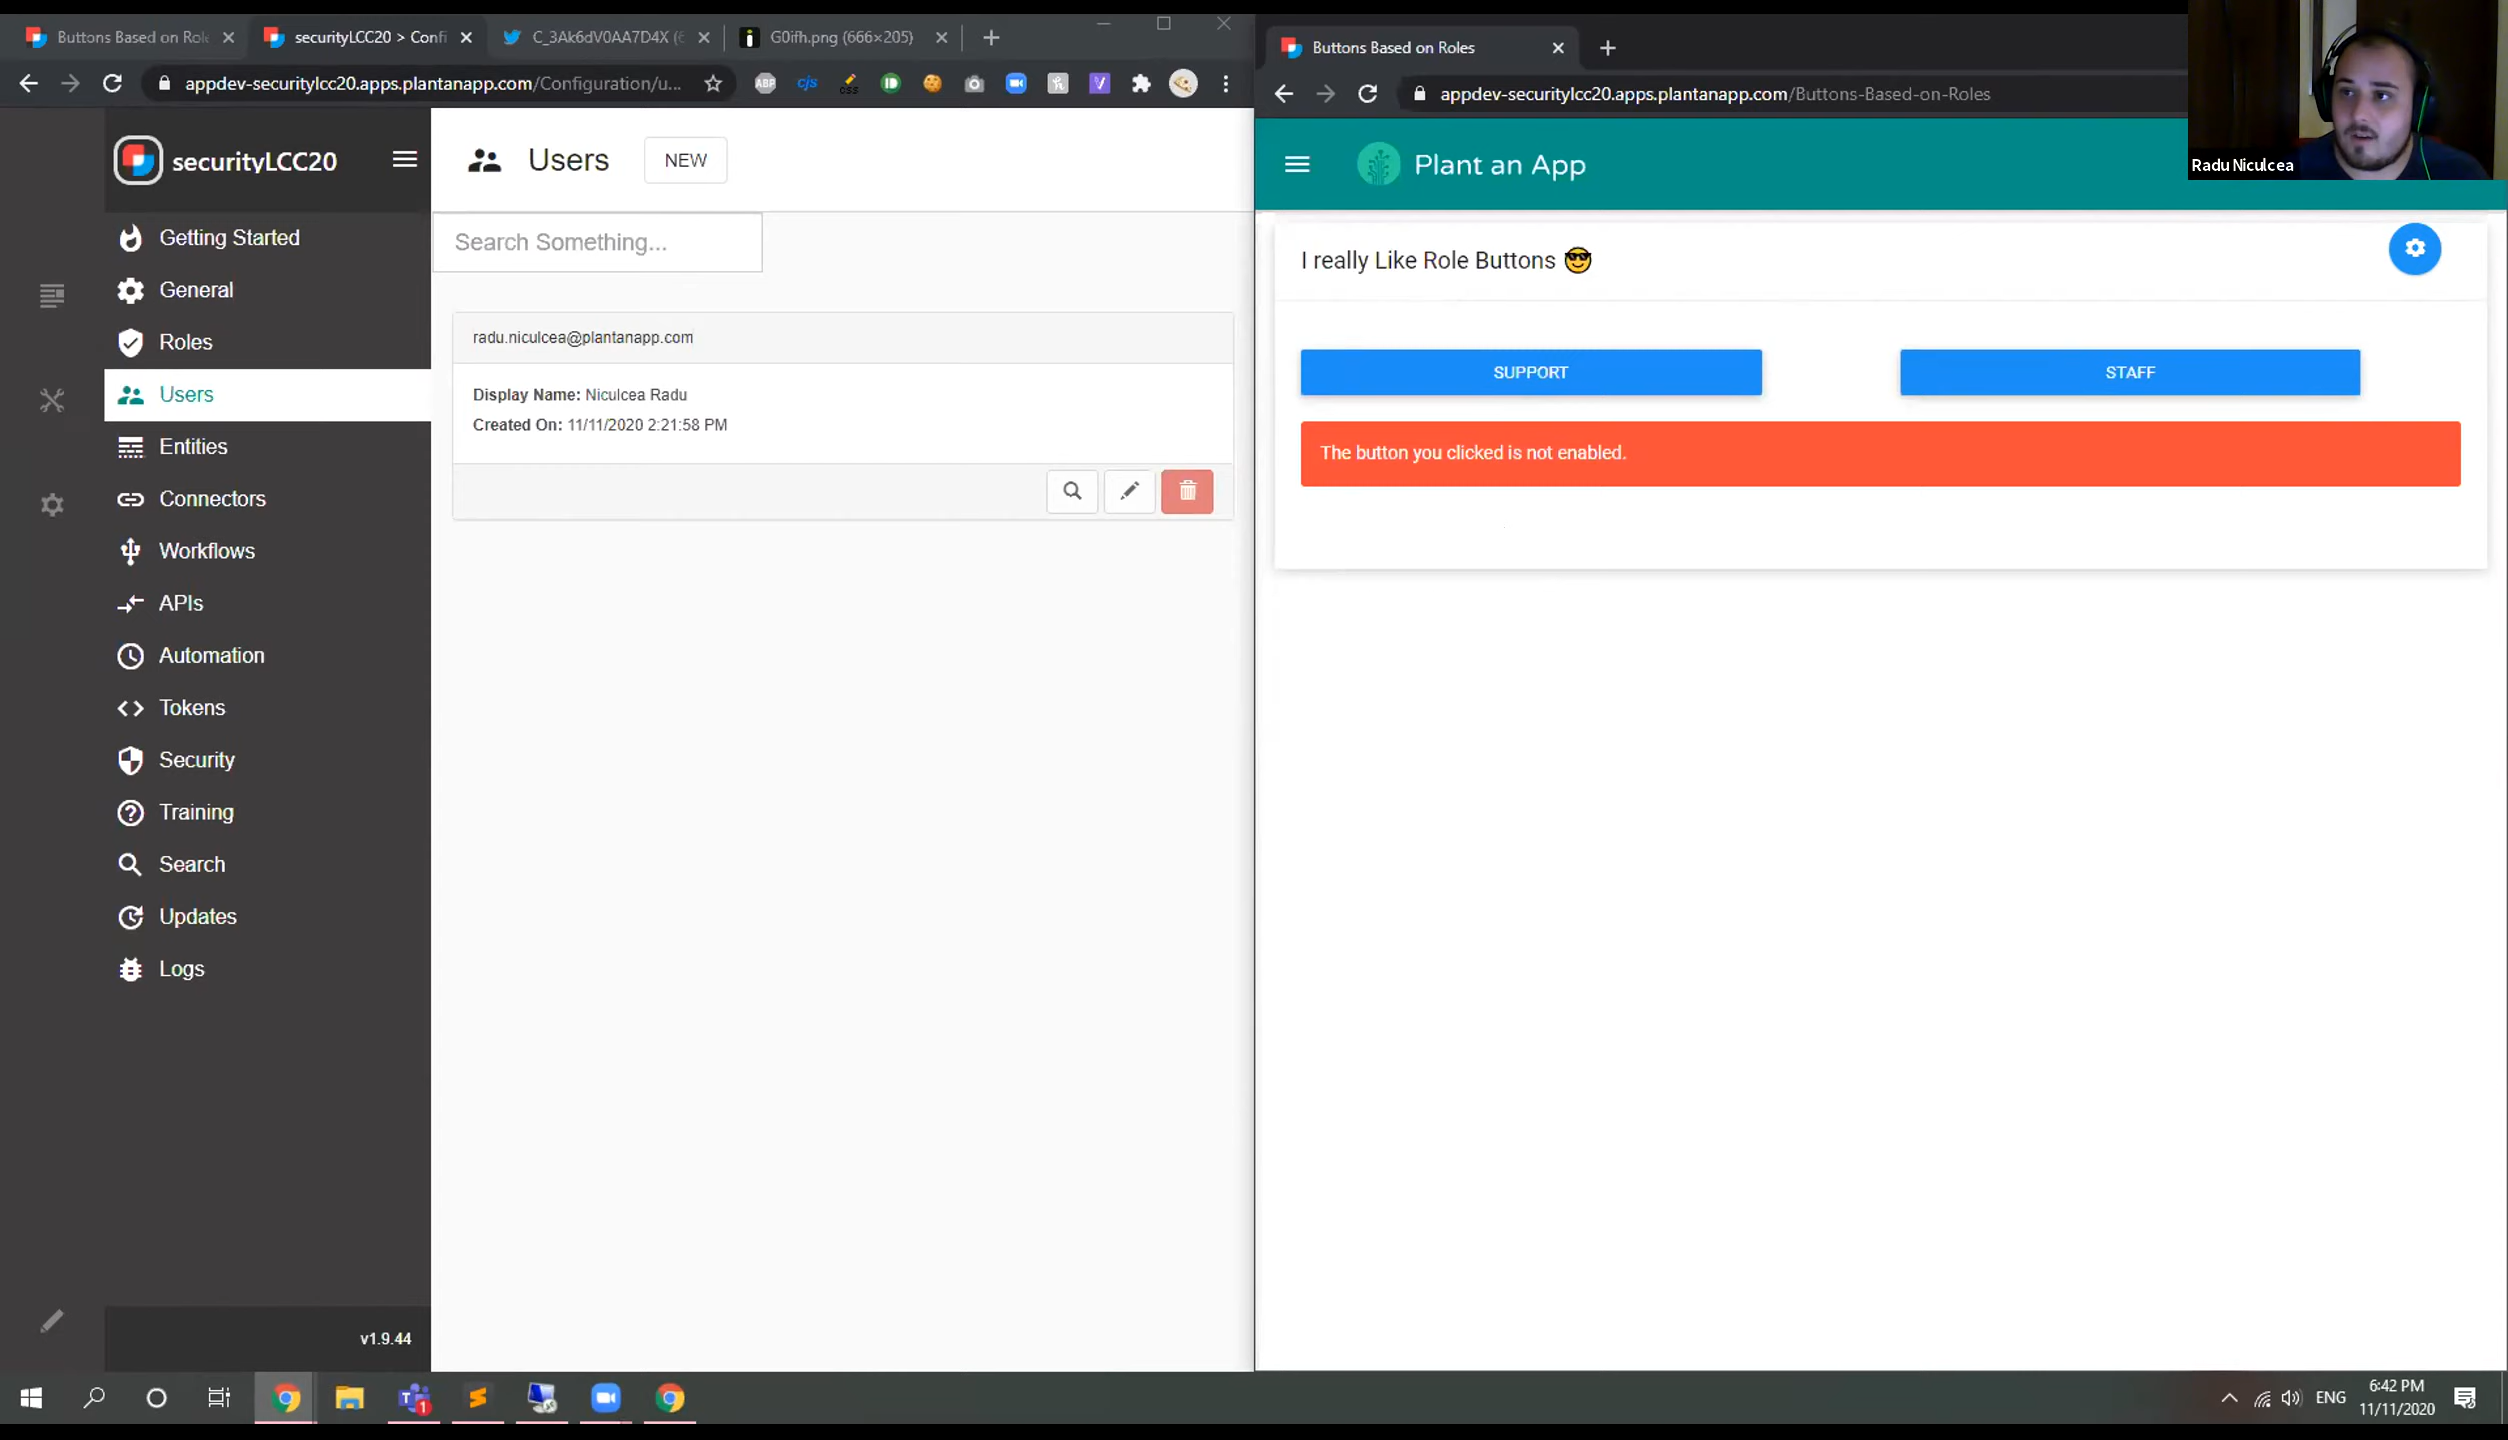 Buttons Based on Rol
securityLCC20 > Confi
C_3Ak6dV0AA7D4X (6
G0ifh.png (666×205)
appdev-securitylcc20.apps.plantanapp.com/Configuration/u...
ABP
cjs
css
securityLCC20
Getting Started
General
Roles
Users
Entities
Connectors
Workflows
APIs
Automation
Tokens
Security
Training
Search
Updates
Logs
v1.9.44
Users
NEW
Search Something...
radu.niculcea@plantanapp.com
Display Name: Niculcea Radu
Created On: 11/11/2020 2:21:58 PM
Buttons Based on Roles
appdev-securitylcc20.apps.plantanapp.com/Buttons-Based-on-Roles
Plant an App
Radu Niculcea
I really Like Role Buttons 😎
SUPPORT
STAFF
The button you clicked is not enabled.
1
ENG
6:42 PM
11/11/2020